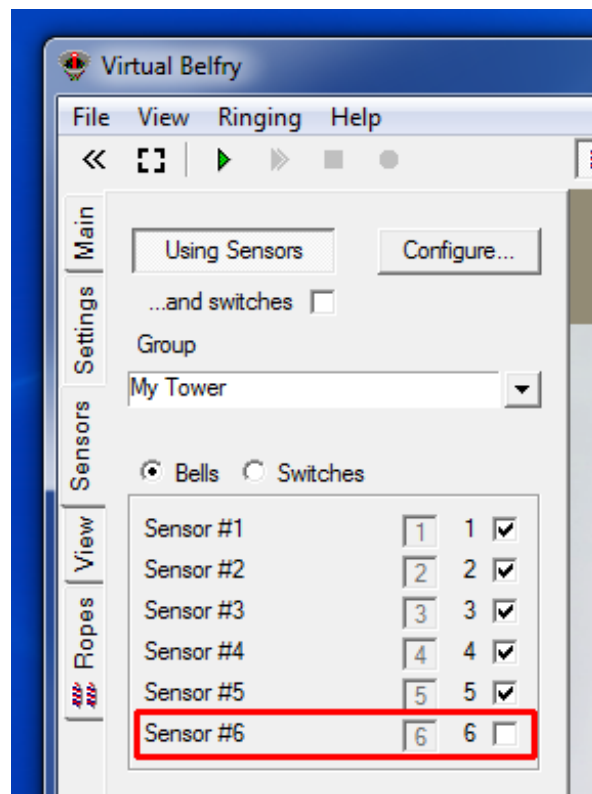 Virtual Belfry
File View Ringing Help
Main
Settings
Sensors
View
Ropes
Using Sensors Configure...
...and switches
Group
My Tower
Bells Switches
Sensor #1 1 1
Sensor #2 2 2
Sensor #3 3 3
Sensor #4 4 4
Sensor #5 5 5
Sensor #6 6 6